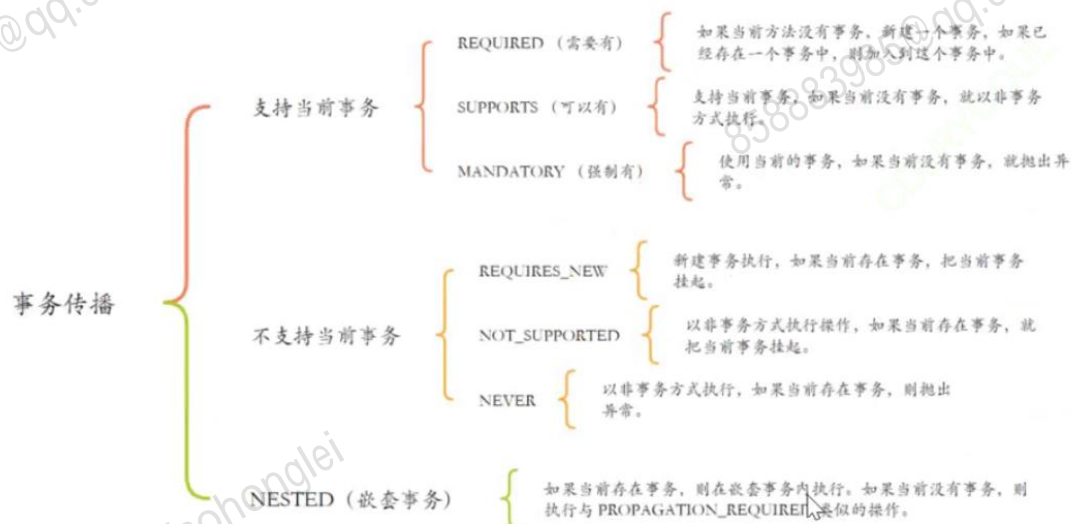 事务传播
支持当前事务
REQUIRED（需要有）
如果当前方法没有事务，新建一个事务，如果已
经存在一个事务中，则加入到这个事务中。
SUPPORTS（可以有）
支持当前事务，如果当前没有事务，就以非事务
方式执行。
MANDATORY（强制有）
使用当前的事务，如果当前没有事务，就抛出异
常。
不支持当前事务
REQUIRES_NEW
新建事务执行，如果当前存在事务，把当前事务
挂起。
NOT_SUPPORTED
以非事务方式执行操作，如果当前存在事务，就
把当前事务挂起。
NEVER
以非事务方式执行，如果当前存在事务，则抛出
异常。
NESTED（嵌套事务）
如果当前存在事务，则在嵌套事务内执行。如果当前没有事务，则
执行与 PROPAGATION_REQUIRED 类似的操作。